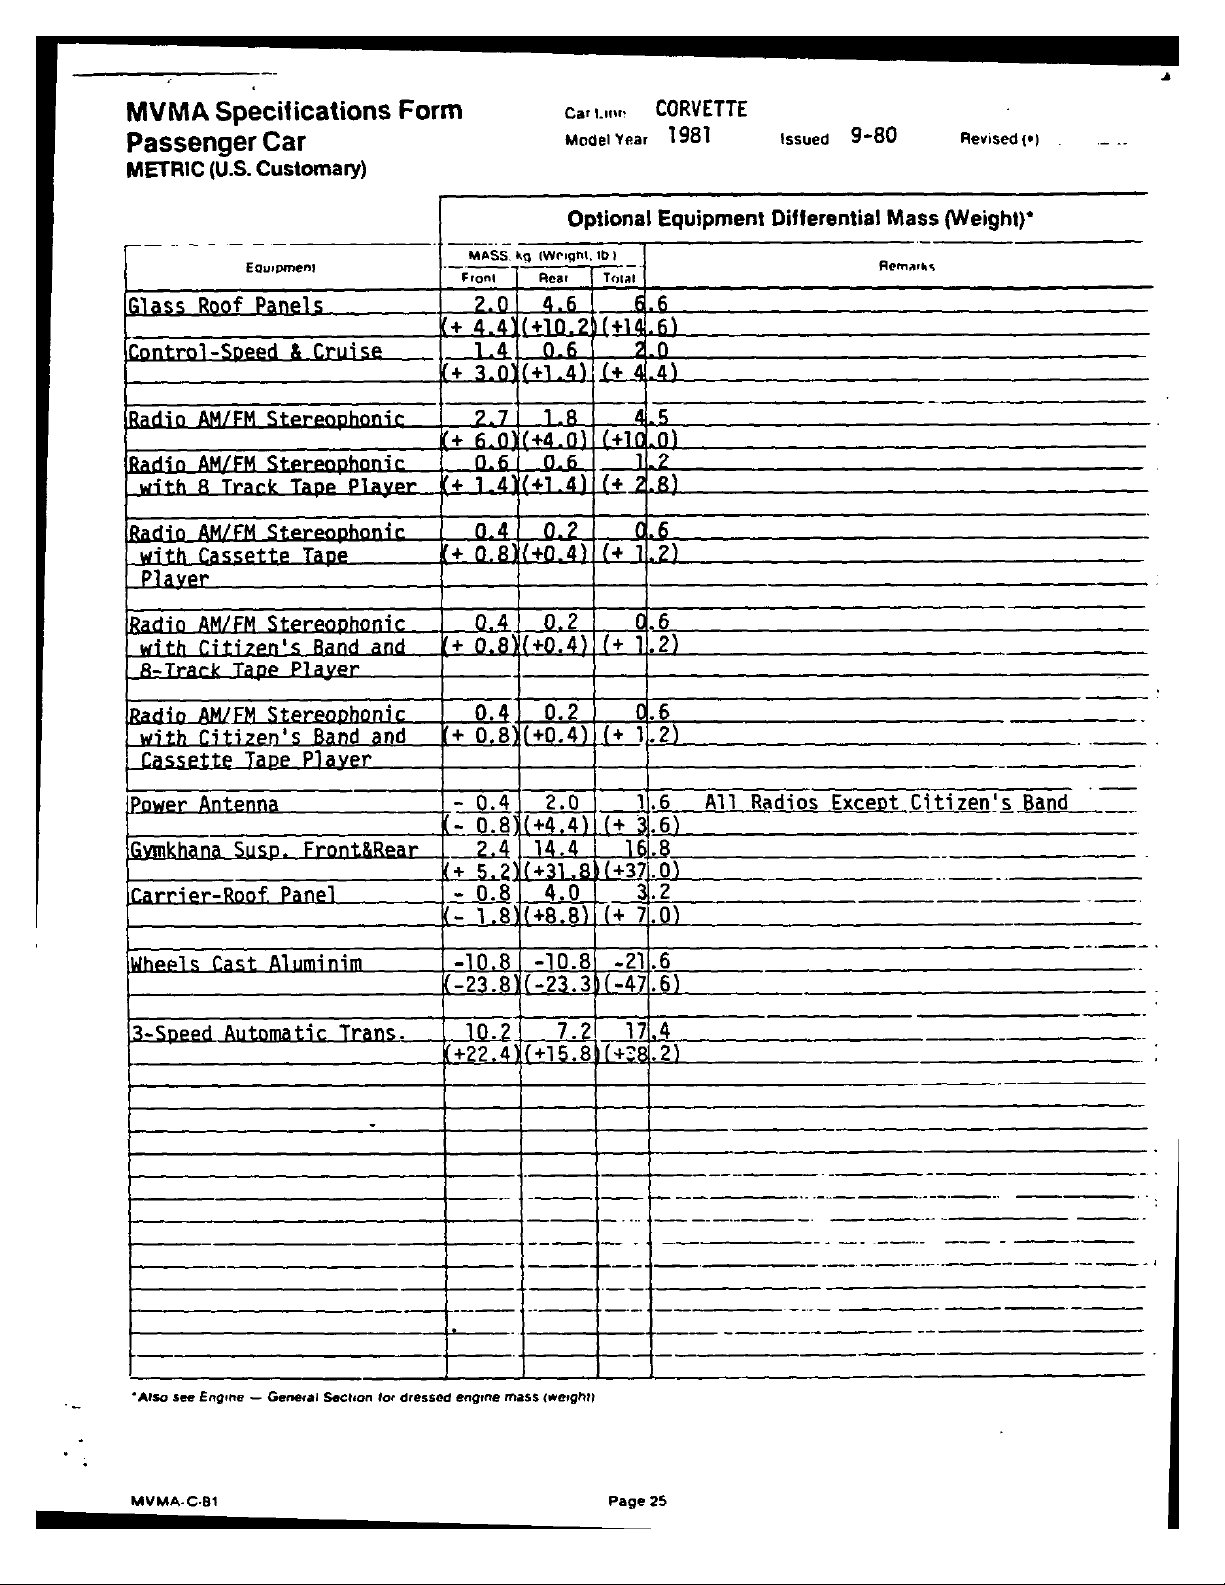 MVMA Specifications Form
Passenger Car
METRIC (U.S. Customary)
Car Line CORVETTE
Model Year 1981 Issued 9-80 Revised (•)
Optional Equipment Differential Mass (Weight)*
Equipment
MASS, kg (Weight, lb)
Front Rear Total
Remarks
Glass Roof Panels 2.0 4.6 6.6
(+ 4.4) (+10.2) (+14.6)
Control-Speed & Cruise 1.4 0.6 2.0
(+ 3.0) (+1.4) (+ 4.4)
Radio AM/FM Stereophonic 2.7 1.8 4.5
(+ 6.0) (+4.0) (+10.0)
Radio AM/FM Stereophonic 0.6 0.6 1.2
with 8 Track Tape Player (+ 1.4) (+1.4) (+ 2.8)
Radio AM/FM Stereophonic 0.4 0.2 0.6
with Cassette Tape (+ 0.8) (+0.4) (+ 1.2)
Player
Radio AM/FM Stereophonic 0.4 0.2 0.6
with Citizen's Band and (+ 0.8) (+0.4) (+ 1.2)
8-Track Tape Player
Radio AM/FM Stereophonic 0.4 0.2 0.6
with Citizen's Band and (+ 0.8) (+0.4) (+ 1.2)
Cassette Tape Player
Power Antenna - 0.4 2.0 1.6 All Radios Except Citizen's Band
(- 0.8) (+4.4) (+ 3.6)
Gymkhana Susp. Front&Rear 2.4 14.4 16.8
(+ 5.2) (+31.8) (+37.0)
Carrier-Roof Panel - 0.8 4.0 3.2
(- 1.8) (+8.8) (+ 7.0)
Wheels Cast Aluminim -10.8 -10.8 -21.6
(-23.8) (-23.3) (-47.6)
3-Speed Automatic Trans. 10.2 7.2 17.4
(+22.4) (+15.8) (+38.2)
*Also see Engine — General Section for dressed engine mass (weight)
MVMA-C-81 Page 25